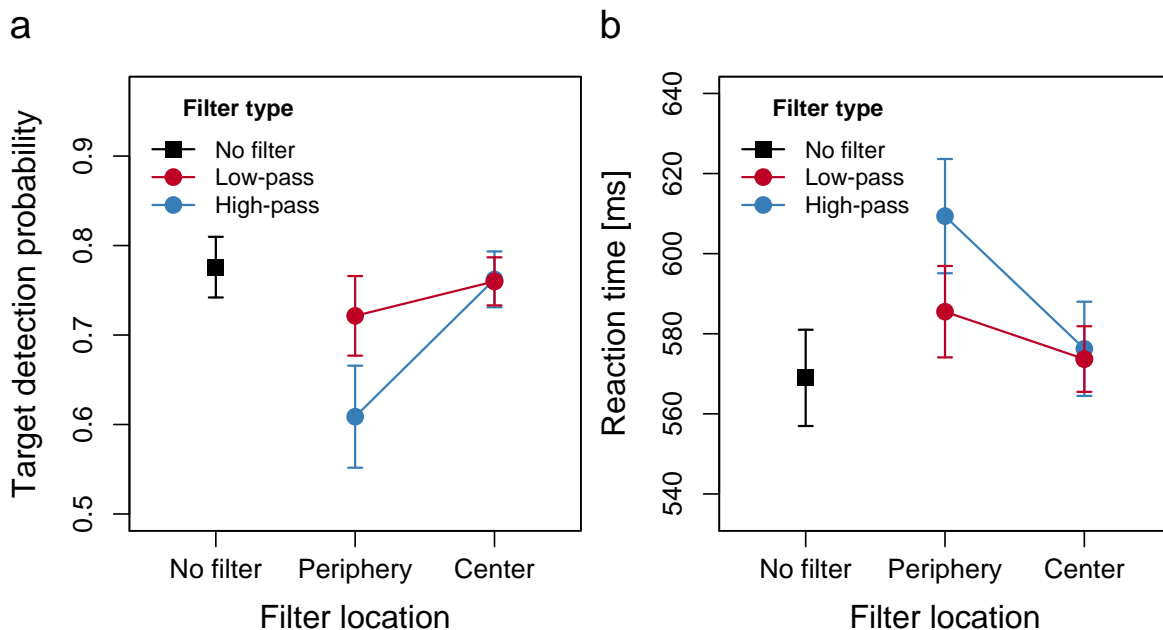 a
Target detection probability
0.9
0.8
0.7
0.6
0.5
Filter type
No filter
Low-pass
High-pass
No filter
Periphery
Center
Filter location
b
Reaction time [ms]
640
620
600
580
560
540
Filter type
No filter
Low-pass
High-pass
No filter
Periphery
Center
Filter location